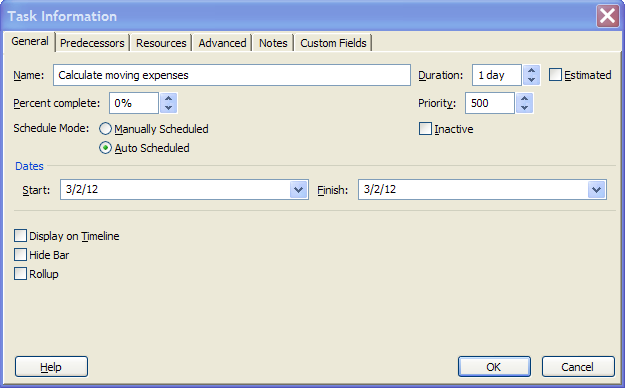 Task Information
General Predecessors Resources Advanced Notes Custom Fields
Name: Calculate moving expenses Duration: 1 day Estimated
Percent complete: 0% Priority: 500
Schedule Mode: Manually Scheduled Inactive
Auto Scheduled
Dates
Start: 3/2/12 Finish: 3/2/12
Display on Timeline
Hide Bar
Rollup
Help OK Cancel